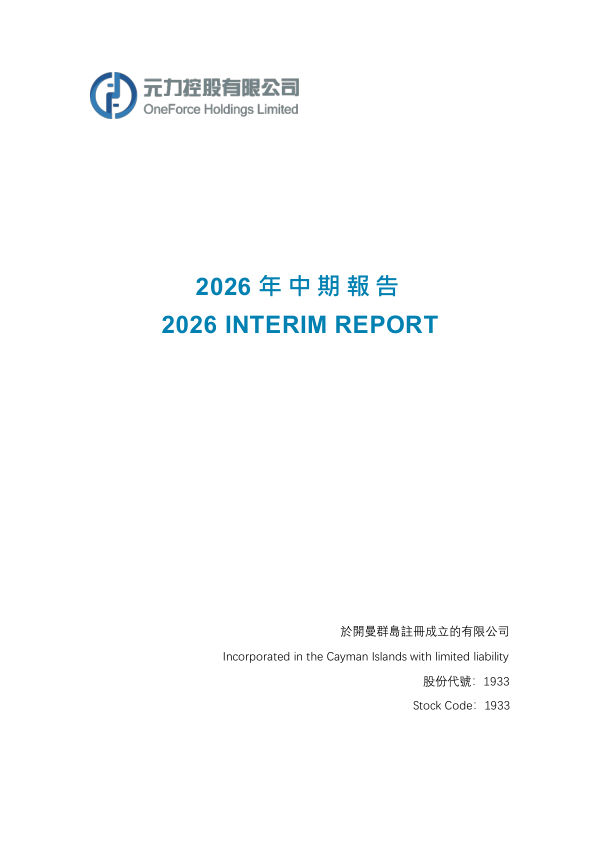 元力控股有限公司
OneForce Holdings Limited
2026 年中期報告
2026 INTERIM REPORT
於開曼群島註冊成立的有限公司
Incorporated in the Cayman Islands with limited liability
股份代號：1933
Stock Code：1933